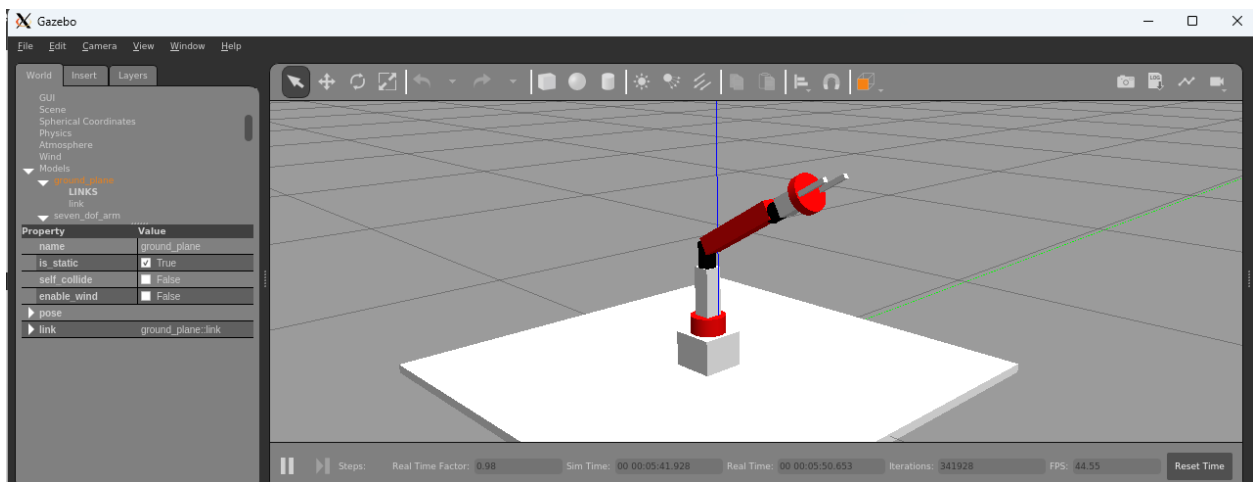 Gazebo
File Edit Camera View Window Help
World Insert Layers
GUI
Scene
Spherical Coordinates
Physics
Atmosphere
Wind
Models
ground_plane
LINKS
link
seven_dof_arm
Property Value
name ground_plane
is_static True
self_collide False
enable_wind False
pose
link ground_plane::link
LOG
Steps: Real Time Factor: 0.98 Sim Time: 00 00:05:41.928 Real Time: 00 00:05:50.653 Iterations: 341928 FPS: 44.55 Reset Time